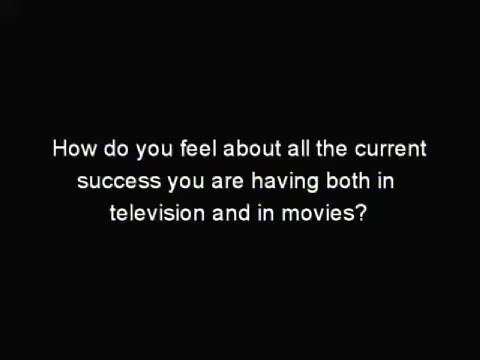 How do you feel about all the current
success you are having both in
television and in movies?